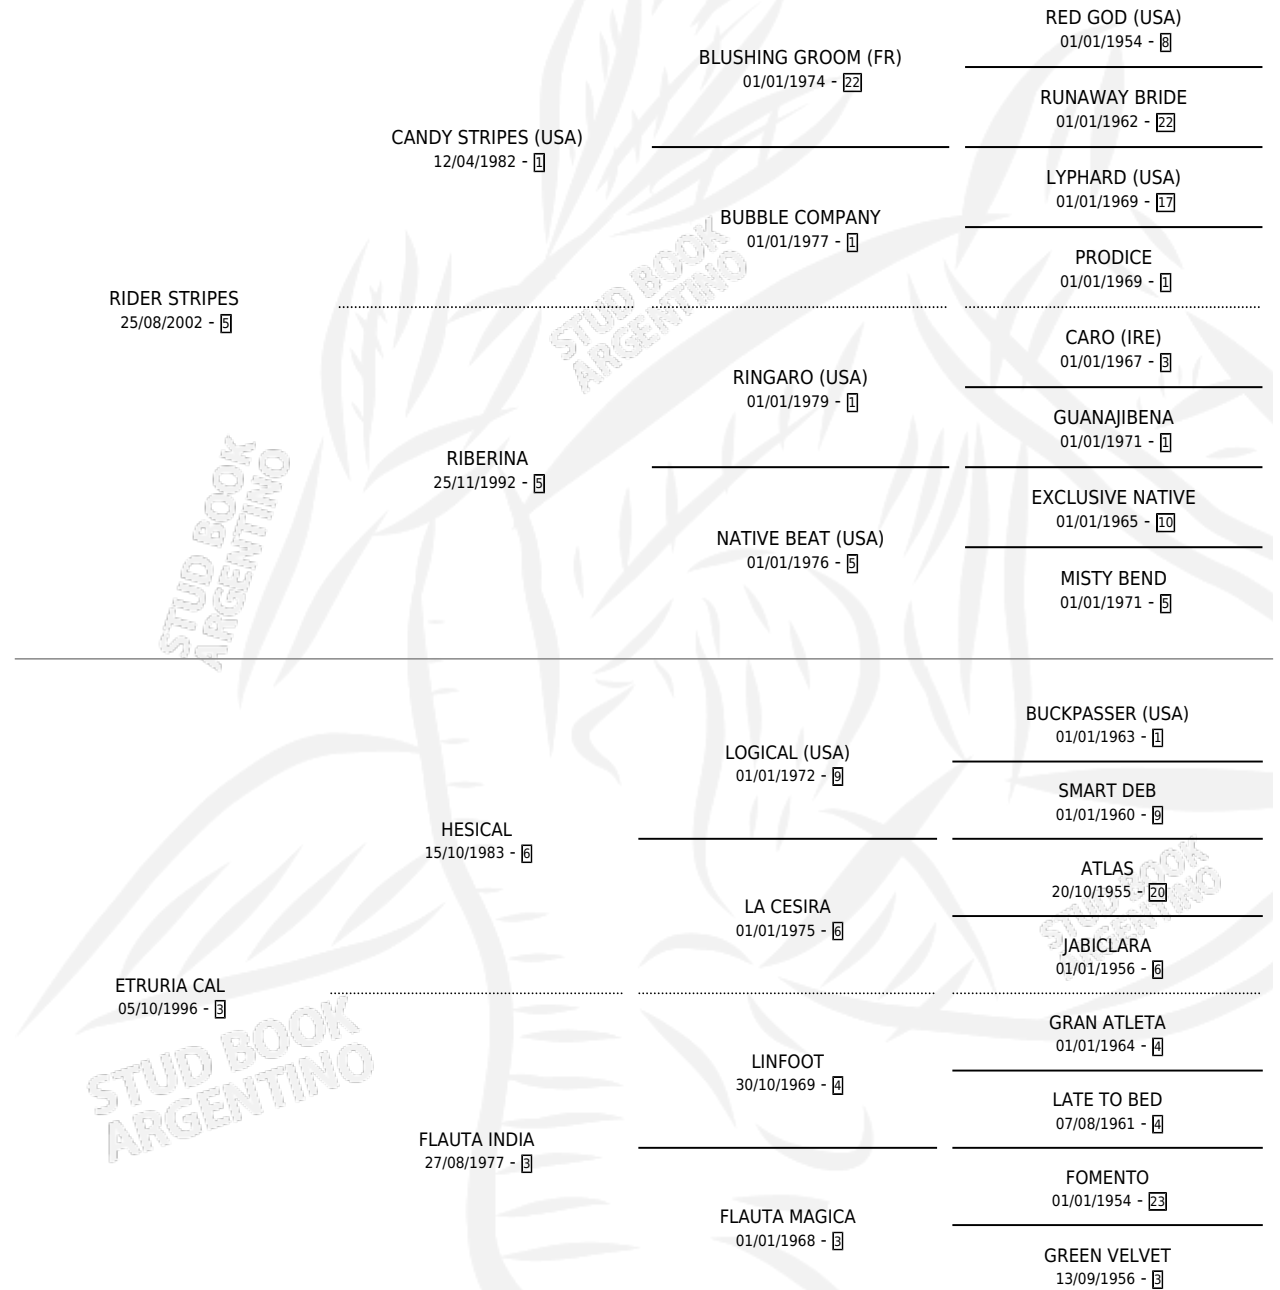 RED GOD (USA)
01/01/1954 - 8
BLUSHING GROOM (FR)
01/01/1974 - 22
RUNAWAY BRIDE
01/01/1962 - 22
CANDY STRIPES (USA)
12/04/1982 - 1
LYPHARD (USA)
01/01/1969 - 17
BUBBLE COMPANY
01/01/1977 - 1
PRODICE
01/01/1969 - 1
RIDER STRIPES
25/08/2002 - 5
CARO (IRE)
01/01/1967 - 3
RINGARO (USA)
01/01/1979 - 1
GUANAJIBENA
01/01/1971 - 1
RIBERINA
25/11/1992 - 5
EXCLUSIVE NATIVE
01/01/1965 - 10
NATIVE BEAT (USA)
01/01/1976 - 5
MISTY BEND
01/01/1971 - 5
BUCKPASSER (USA)
01/01/1963 - 1
LOGICAL (USA)
01/01/1972 - 9
SMART DEB
01/01/1960 - 9
HESICAL
15/10/1983 - 6
ATLAS
20/10/1955 - 20
LA CESIRA
01/01/1975 - 6
JABICLARA
01/01/1956 - 6
ETRURIA CAL
05/10/1996 - 3
GRAN ATLETA
01/01/1964 - 4
LINFOOT
30/10/1969 - 4
LATE TO BED
07/08/1961 - 4
FLAUTA INDIA
27/08/1977 - 3
FOMENTO
01/01/1954 - 23
FLAUTA MAGICA
01/01/1968 - 3
GREEN VELVET
13/09/1956 - 3
STUD BOOK
ARGENTINO
STUD BOOK
ARGENTINO
STUD BOOK
ARGENTINO
STUD BOOK
ARGENTINO